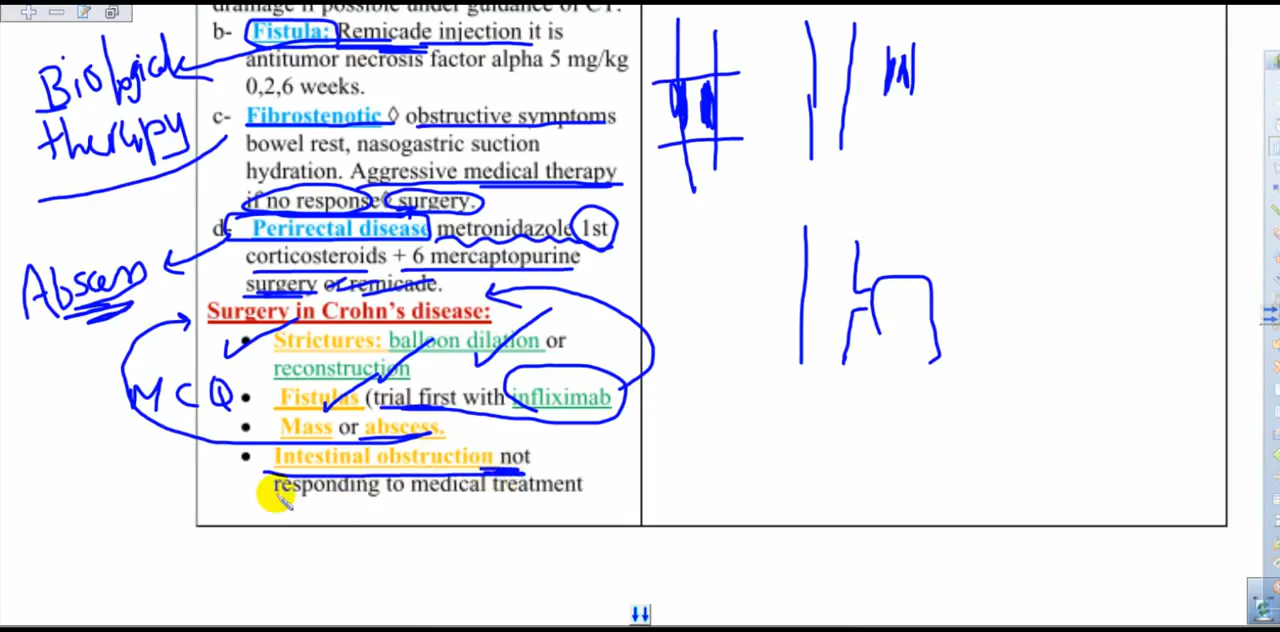 drainage if possible under guidance of CT.
b- Fistula: Remicade injection it is
antitumor necrosis factor alpha 5 mg/kg
0,2,6 weeks.
c- Fibrostenotic ◊ obstructive symptoms
bowel rest, nasogastric suction
hydration. Aggressive medical therapy
if no response ◊ surgery.
d- Perirectal disease metronidazole 1st
corticosteroids + 6 mercaptopurine
surgery or remicade.
Surgery in Crohn's disease:
• Strictures: balloon dilation or
reconstruction
• Fistulas (trial first with infliximab
• Mass or abscess.
• Intestinal obstruction not
responding to medical treatment
Biological
therapy
Abscess
MCQ